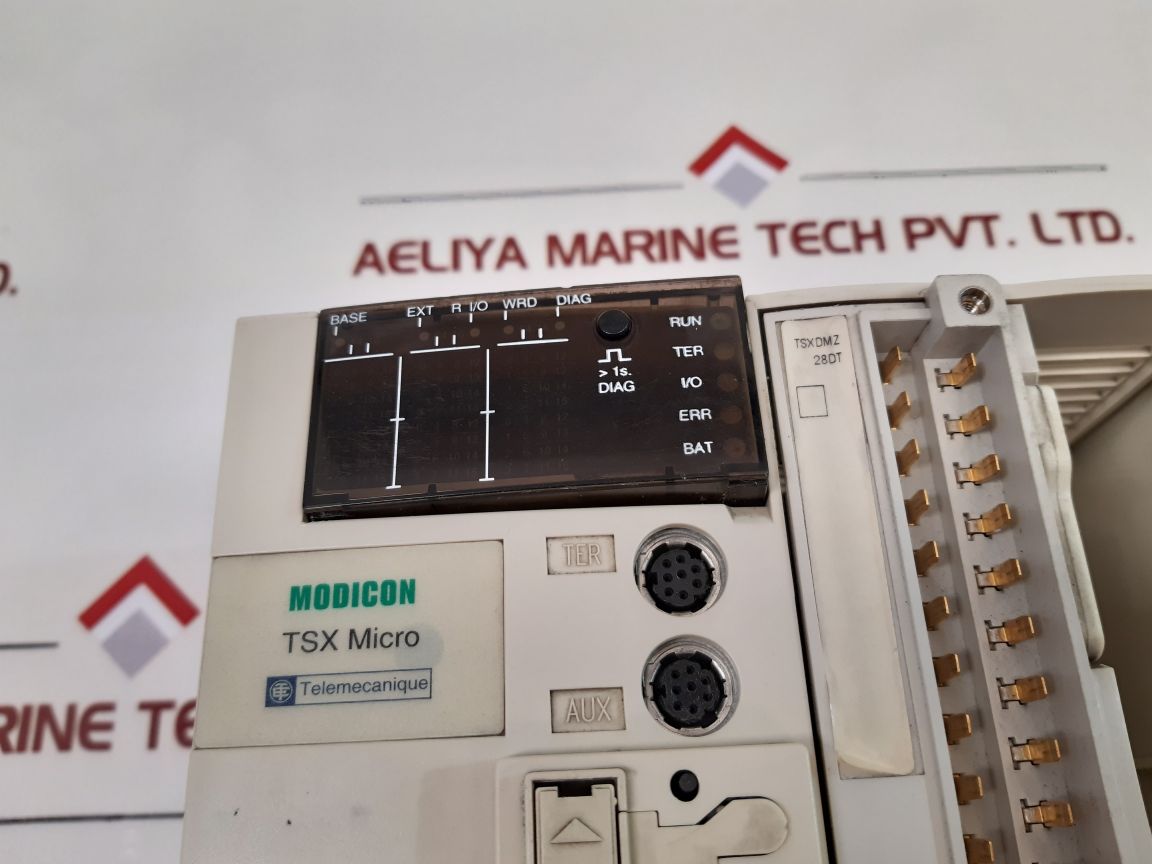 AELIYA MARINE TECH PVT. LTD.
D.
BASE EXT R I/O WRD DIAG
RUN
TER
I/O
ERR
BAT
> 1s.
DIAG
TSXDMZ
28DT
TER
MODICON
TSX Micro
Telemecanique
AUX
RINE TE